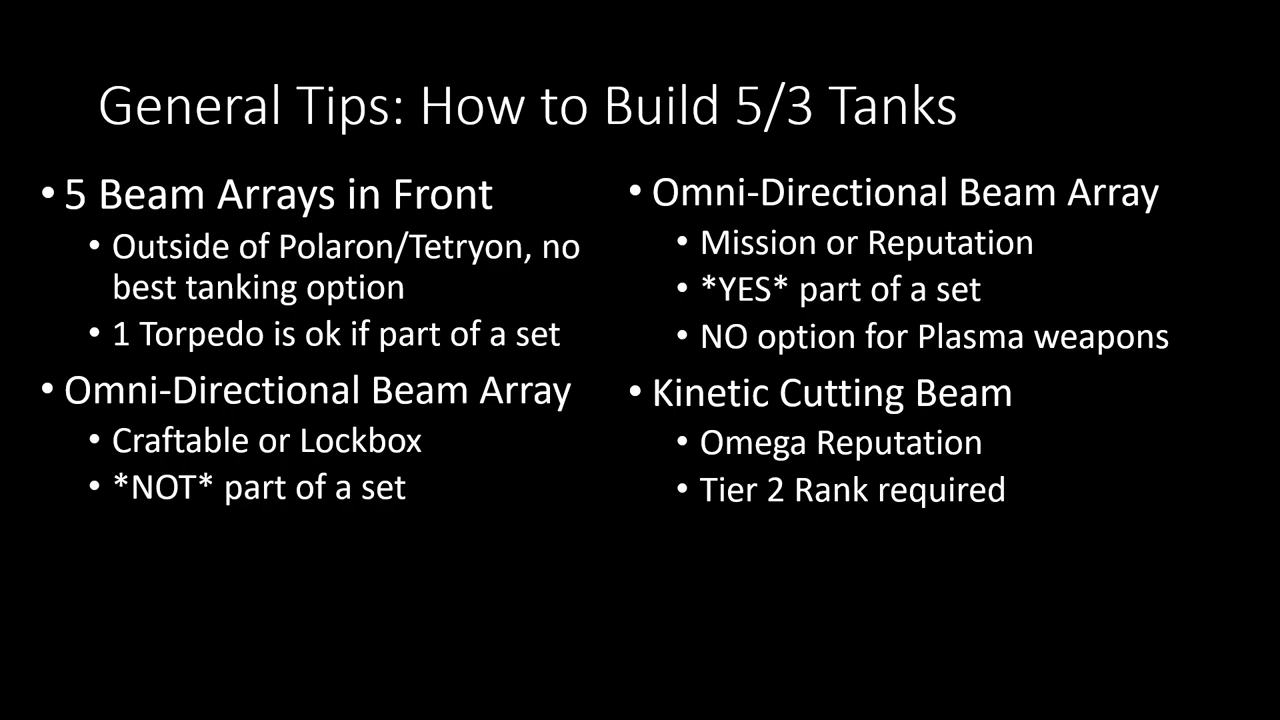 General Tips: How to Build 5/3 Tanks
• 5 Beam Arrays in Front
• Outside of Polaron/Tetryon, no
best tanking option
• 1 Torpedo is ok if part of a set
• Omni-Directional Beam Array
• Craftable or Lockbox
• *NOT* part of a set
• Omni-Directional Beam Array
• Mission or Reputation
• *YES* part of a set
• NO option for Plasma weapons
• Kinetic Cutting Beam
• Omega Reputation
• Tier 2 Rank required